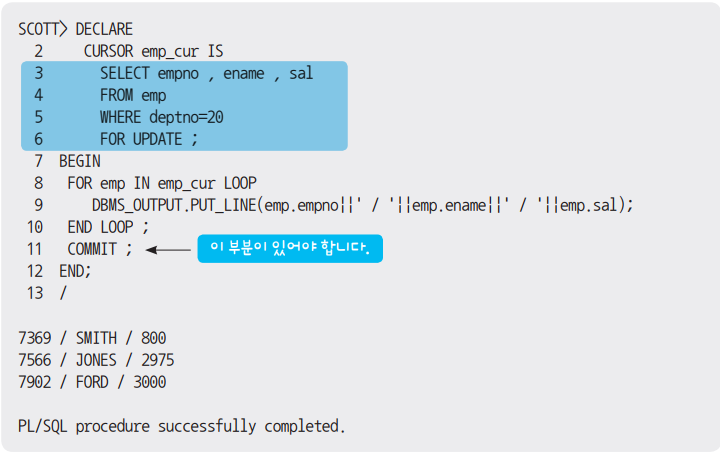 SCOTT> DECLARE
2 CURSOR emp_cur IS
3 SELECT empno , ename , sal
4 FROM emp
5 WHERE deptno=20
6 FOR UPDATE ;
7 BEGIN
8 FOR emp IN emp_cur LOOP
9 DBMS_OUTPUT.PUT_LINE(emp.empno||' / '||emp.ename||' / '||emp.sal);
10 END LOOP ;
11 COMMIT ; 이 부분이 있어야 합니다.
12 END;
13 /
7369 / SMITH / 800
7566 / JONES / 2975
7902 / FORD / 3000
PL/SQL procedure successfully completed.